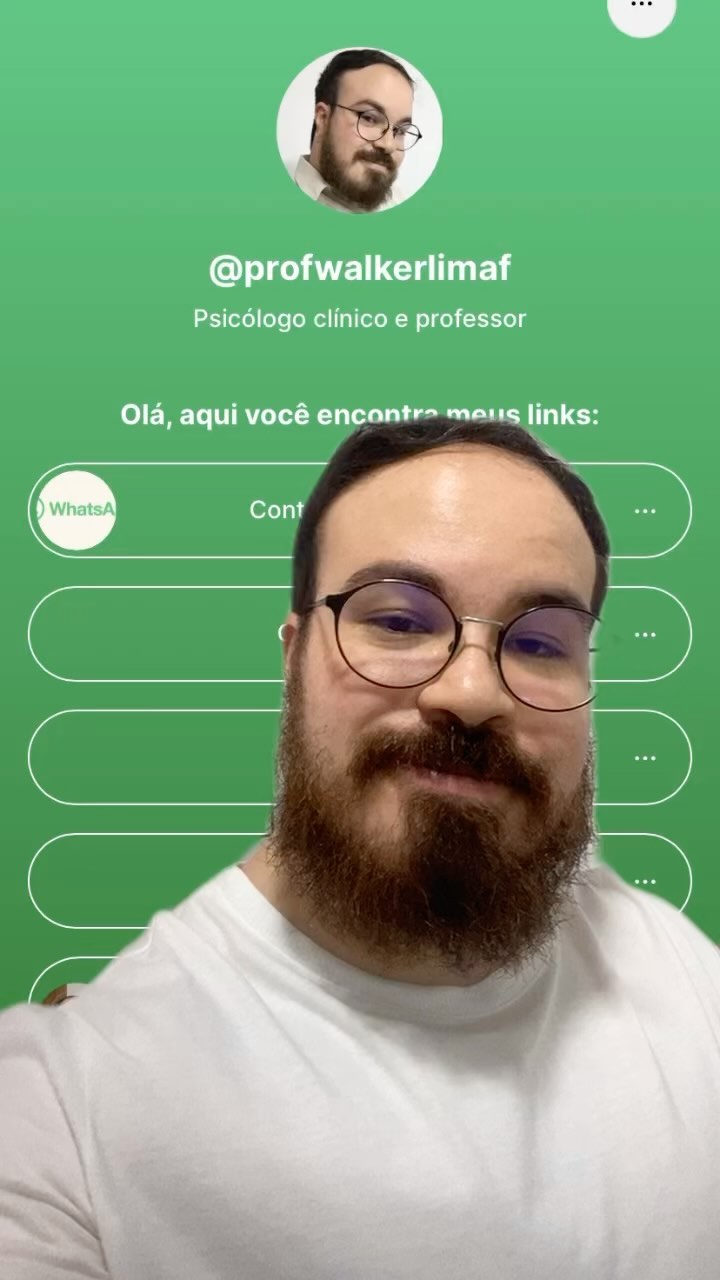 @profwalkerlimaf
Psicólogo clínico e professor
Olá, aqui você encontra meus links:
WhatsA
Cont